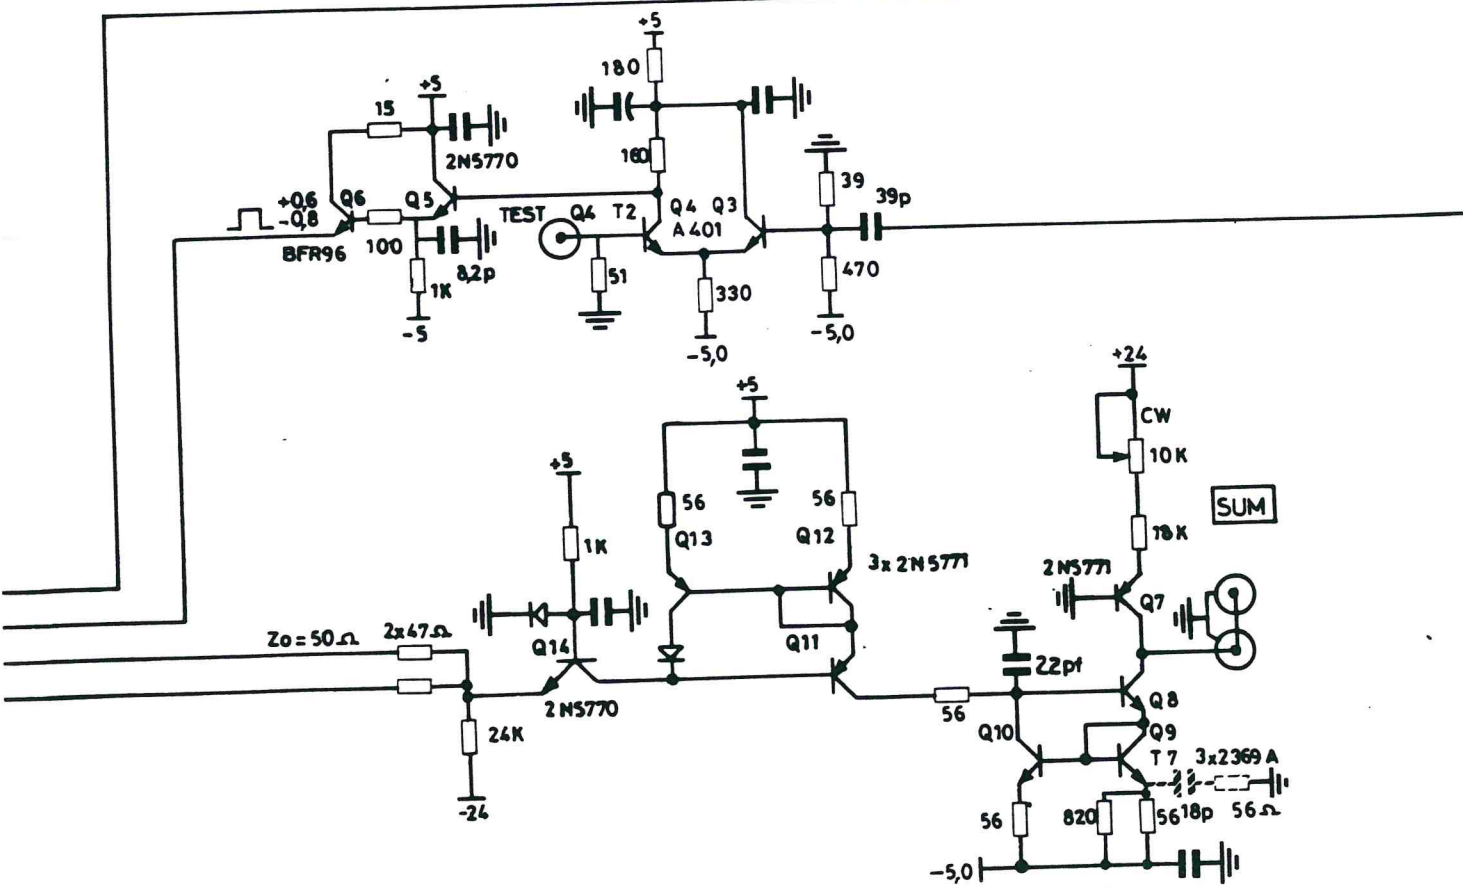 +5
180
+5
15
2N5770
160
39
39p
+0,6
-0,8
Q6
Q5
TEST
Q4
T2
Q4
Q3
A401
BFR96
100
8,2p
1K
51
330
470
-5
-5,0
-5,0
+24
+5
CW
10K
+5
56
56
SUM
Q13
Q12
18K
1K
3x2N5771
2N5771
Q7
Zo=50Ω
2x47Ω
Q14
Q11
22pf
2N5770
56
Q8
24K
Q10
Q9
T7
3x2369A
-24
56
820
56
18p
56Ω
-5,0